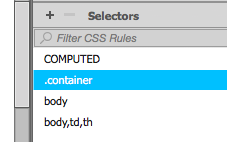 + − Selectors
Filter CSS Rules
COMPUTED
.container
body
body,td,th